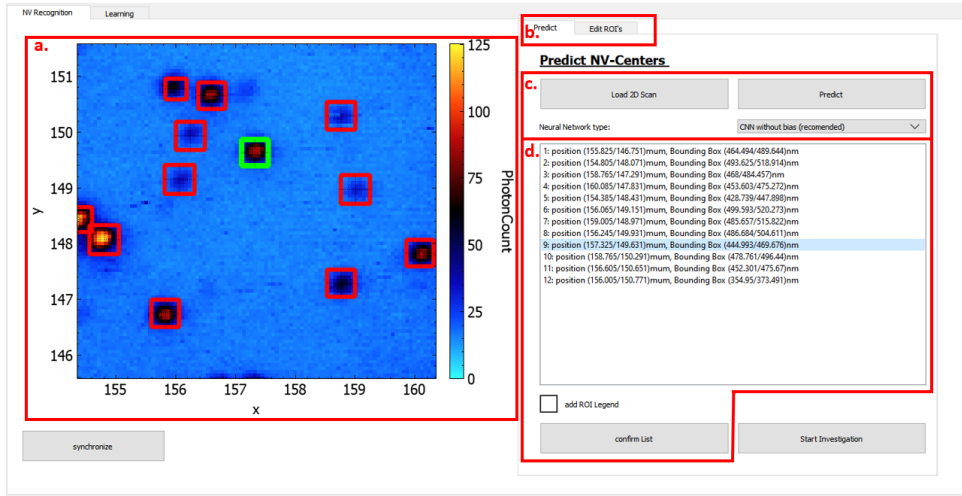 NV Recognition
Learning
a.
151
150
149
148
147
146
y
155
156
157
158
159
160
x
125
100
75
50
25
0
PhotonCount
synchronize
b.
Predict
Edit ROI's
Predict NV-Centers
c.
Load 2D Scan
Predict
Neural Network type:
CNN without bias (recomended)
d.
1: position (155.825/146.751)mum, Bounding Box (464.494/489.644)nm
2: position (154.805/148.071)mum, Bounding Box (493.625/518.914)nm
3: position (158.765/147.291)mum, Bounding Box (468/484.457)nm
4: position (160.085/147.831)mum, Bounding Box (453.603/475.272)nm
5: position (154.385/148.431)mum, Bounding Box (428.739/447.898)nm
6: position (156.065/149.151)mum, Bounding Box (499.593/520.273)nm
7: position (159.005/148.971)mum, Bounding Box (485.657/515.822)nm
8: position (156.245/149.931)mum, Bounding Box (486.684/504.611)nm
9: position (157.325/149.631)mum, Bounding Box (444.993/469.676)nm
10: position (158.765/150.291)mum, Bounding Box (478.761/496.44)nm
11: position (156.605/150.651)mum, Bounding Box (452.301/475.67)nm
12: position (156.005/150.771)mum, Bounding Box (354.95/373.491)nm
add ROI Legend
confirm List
Start Investigation